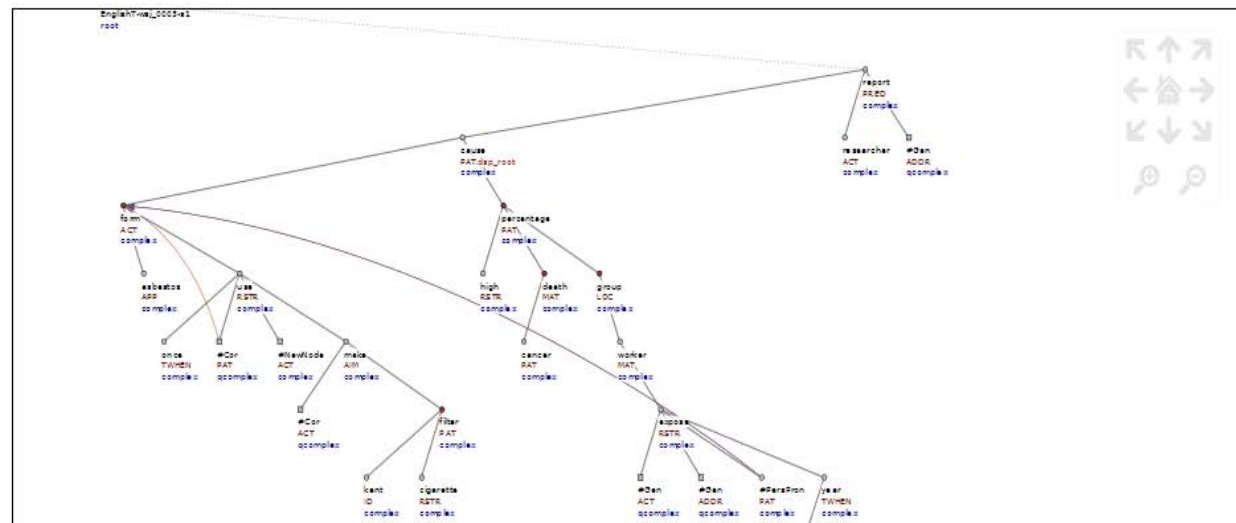 EnglishT-wsj_0003-s1
root
report
PRED
complex
cause
PAT.dsp_root
complex
researcher
ACT
complex
#Gen
ADDR
qcomplex
form
ACT
complex
percentage
PAT
complex
asbestos
APP
complex
use
RSTR
complex
high
RSTR
complex
death
MAT
complex
group
LOC
complex
once
TWHEN
complex
#Cor
PAT
qcomplex
#NewNode
ACT
complex
make
AIM
complex
cancer
PAT
complex
worker
MAT
complex
#Cor
ACT
qcomplex
filter
PAT
complex
expose
RSTR
complex
kent
ID
complex
cigarette
RSTR
complex
#Gen
ACT
qcomplex
#Gen
ADDR
qcomplex
#PersPron
PAT
complex
year
TWHEN
complex